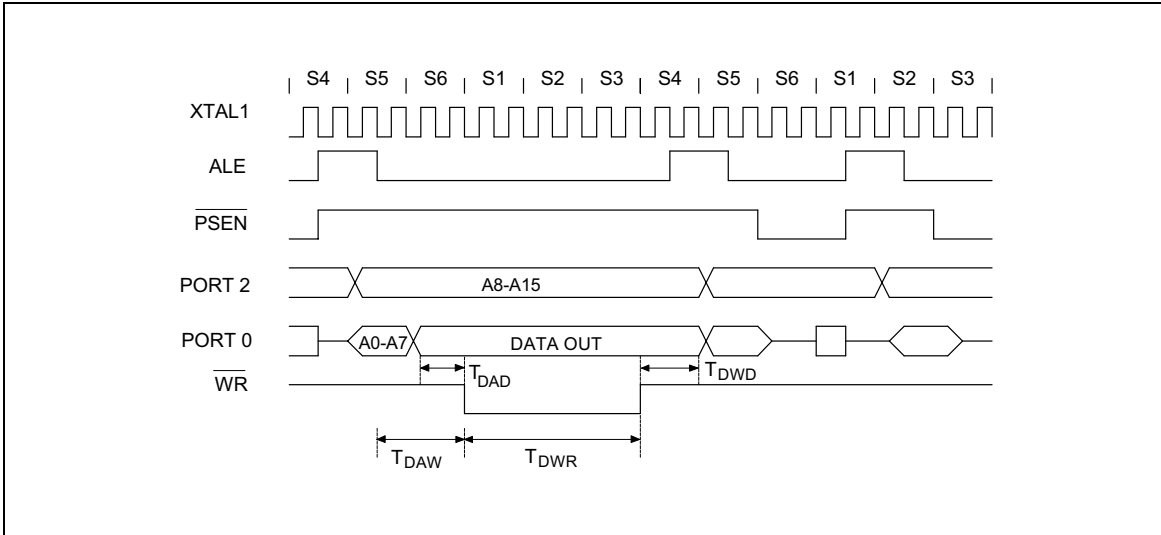 S4 S5 S6 S1 S2 S3 S4 S5 S6 S1 S2 S3
XTAL1
ALE
PSEN
PORT 2 A8-A15
PORT 0 A0-A7 DATA OUT
WR TDAD TDWD
TDAW TDWR